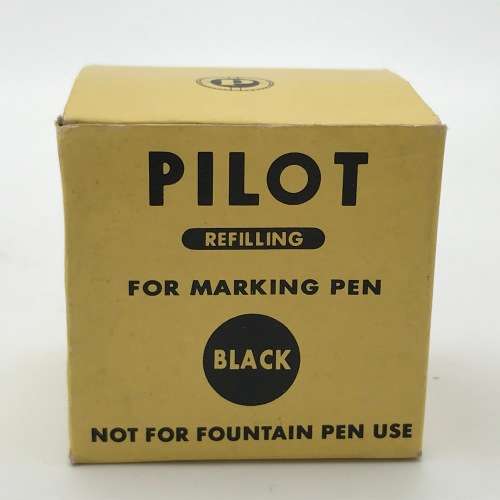 PILOT
REFILLING
FOR MARKING PEN
BLACK
NOT FOR FOUNTAIN PEN USE